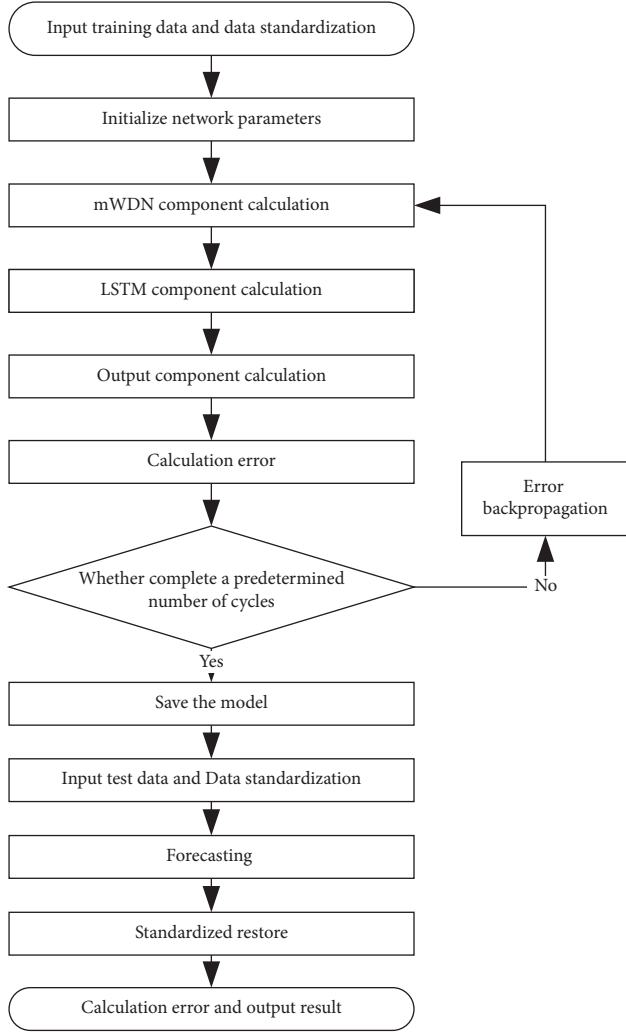 Input training data and data standardization
Initialize network parameters
mWDN component calculation
LSTM component calculation
Output component calculation
Calculation error
Error
backpropagation
Whether complete a predetermined
number of cycles
No
Yes
Save the model
Input test data and Data standardization
Forecasting
Standardized restore
Calculation error and output result